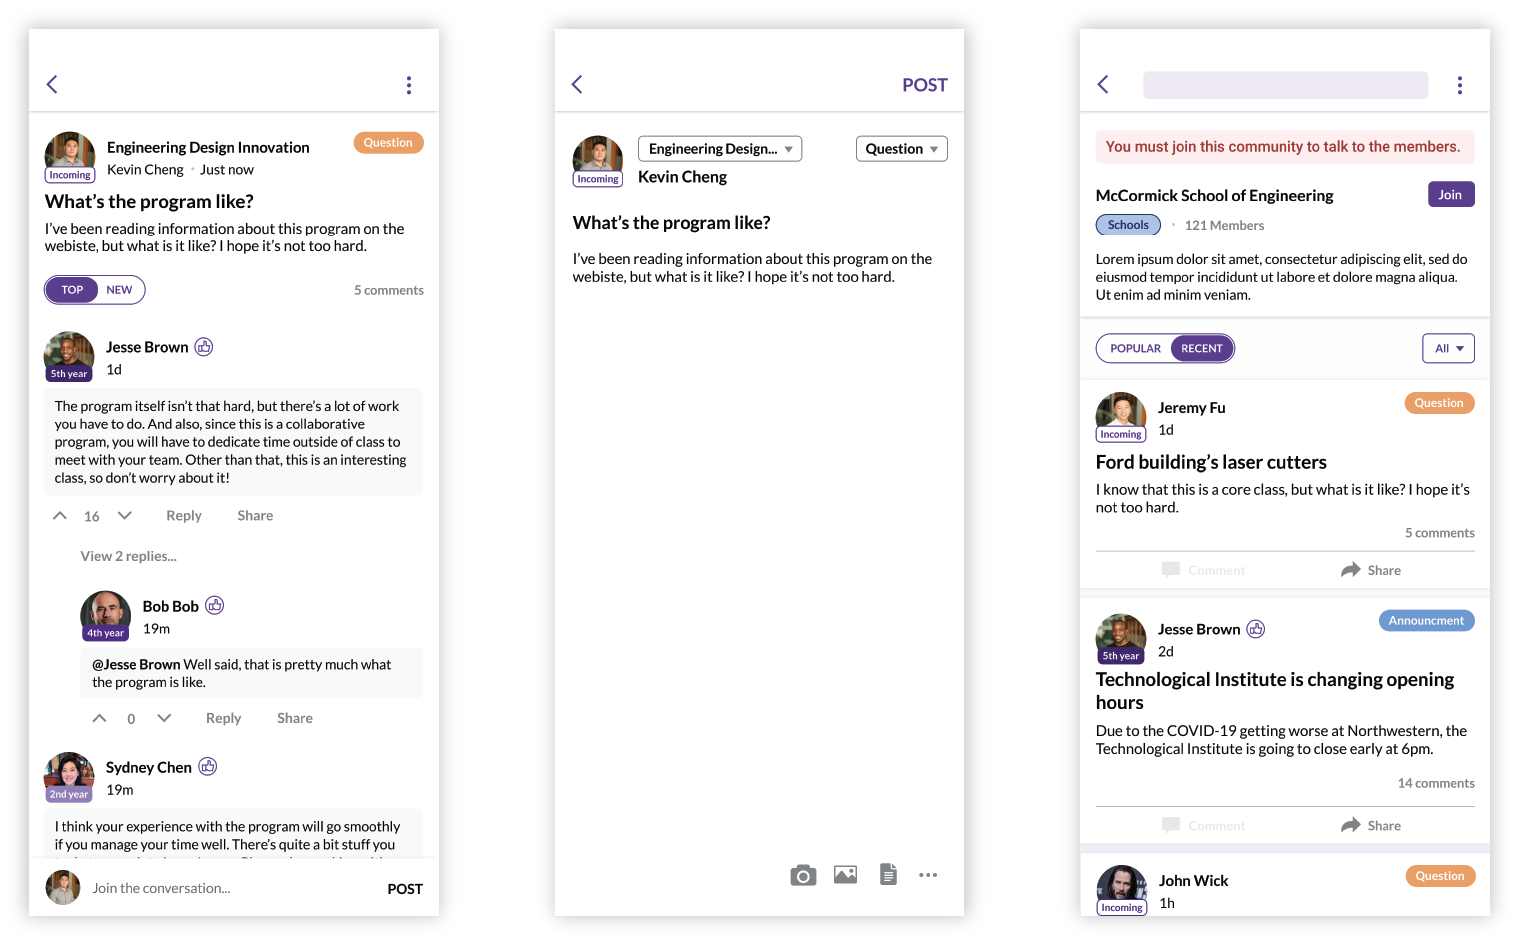 Engineering Design Innovation
Question
Incoming
Kevin Cheng · Just now
What's the program like?
I've been reading information about this program on the
webiste, but what is it like? I hope it's not too hard.
TOP NEW
5 comments
Jesse Brown
5th year
1d
The program itself isn't that hard, but there's a lot of work
you have to do. And also, since this is a collaborative
program, you will have to dedicate time outside of class to
meet with your team. Other than that, this is an interesting
class, so don't worry about it!
16 Reply Share
View 2 replies...
Bob Bob
4th year
19m
@Jesse Brown Well said, that is pretty much what
the program is like.
0 Reply Share
Sydney Chen
2nd year
19m
I think your experience with the program will go smoothly
if you manage your time well. There's quite a bit stuff you
Join the conversation...
POST
POST
Engineering Design...
Question
Incoming
Kevin Cheng
What's the program like?
I've been reading information about this program on the
webiste, but what is it like? I hope it's not too hard.
You must join this community to talk to the members.
McCormick School of Engineering
Join
Schools · 121 Members
Lorem ipsum dolor sit amet, consectetur adipiscing elit, sed do
eiusmod tempor incididunt ut labore et dolore magna aliqua.
Ut enim ad minim veniam.
POPULAR RECENT
All
Jeremy Fu
Question
Incoming
1d
Ford building's laser cutters
I know that this is a core class, but what is it like? I hope it's
not too hard.
5 comments
Comment Share
Jesse Brown
Announcment
5th year
2d
Technological Institute is changing opening
hours
Due to the COVID-19 getting worse at Northwestern, the
Technological Institute is going to close early at 6pm.
14 comments
Comment Share
John Wick
Question
Incoming
1h